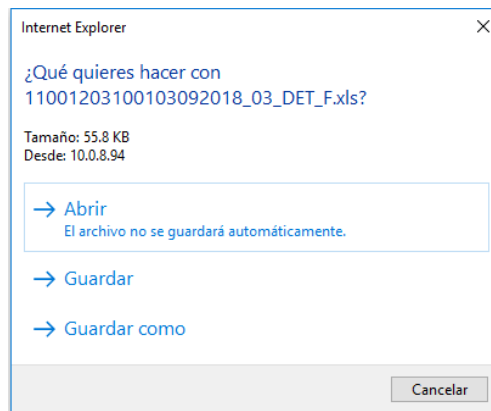 Internet Explorer
¿Qué quieres hacer con
11001203100103092018_03_DET_F.xls?
Tamaño: 55.8 KB
Desde: 10.0.8.94
Abrir
El archivo no se guardará automáticamente.
Guardar
Guardar como
Cancelar